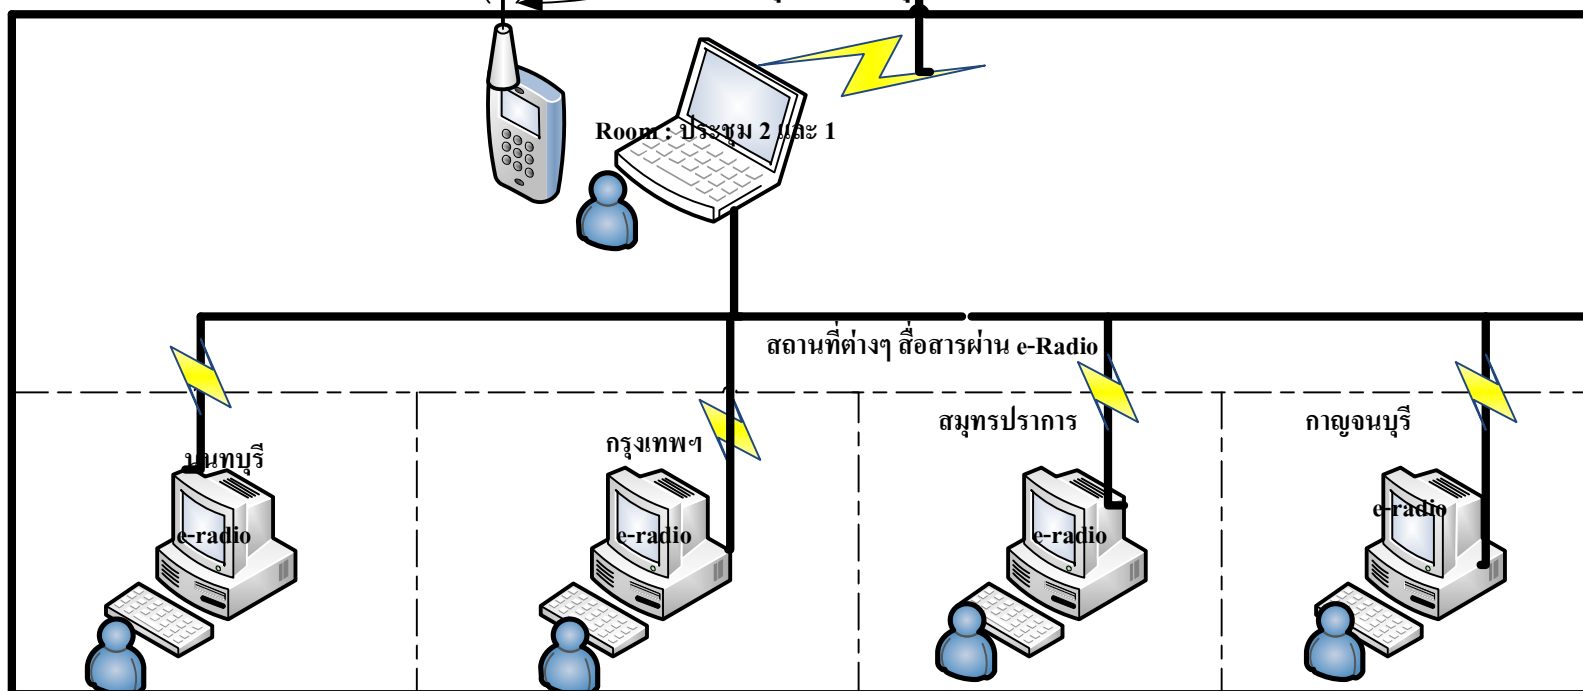 Room : ประชุม 2 และ 1
สถานที่ต่างๆ สื่อสารผ่าน e-Radio
นนทบุรี
กรุงเทพฯ
สมุทรปราการ
กาญจนบุรี
e-radio
e-radio
e-radio
e-radio